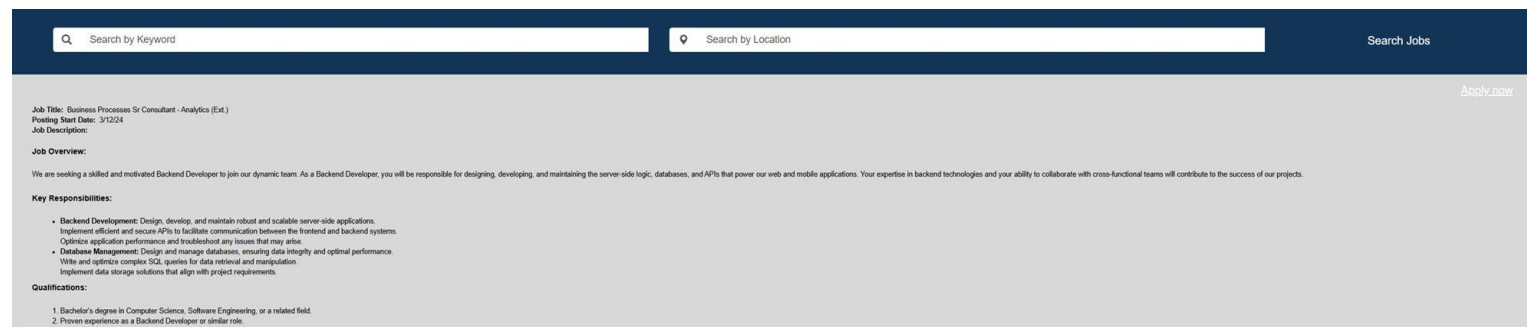 Search by Keyword
Search by Location
Search Jobs
Apply now
Job Title: Business Processes Sr Consultant - Analytics (Ext.)
Posting Start Date: 3/12/24
Job Description:
Job Overview:
We are seeking a skilled and motivated Backend Developer to join our dynamic team. As a Backend Developer, you will be responsible for designing, developing, and maintaining the server-side logic, databases, and APIs that power our web and mobile applications. Your expertise in backend technologies and your ability to collaborate with cross-functional teams will contribute to the success of our projects.
Key Responsibilities:
• Backend Development: Design, develop, and maintain robust and scalable server-side applications.
Implement efficient and secure APIs to facilitate communication between the frontend and backend systems.
Optimize application performance and troubleshoot any issues that may arise.
• Database Management: Design and manage databases, ensuring data integrity and optimal performance.
Write and optimize complex SQL queries for data retrieval and manipulation.
Implement data storage solutions that align with project requirements.
Qualifications:
1. Bachelor's degree in Computer Science, Software Engineering, or a related field.
2. Proven experience as a Backend Developer or similar role.